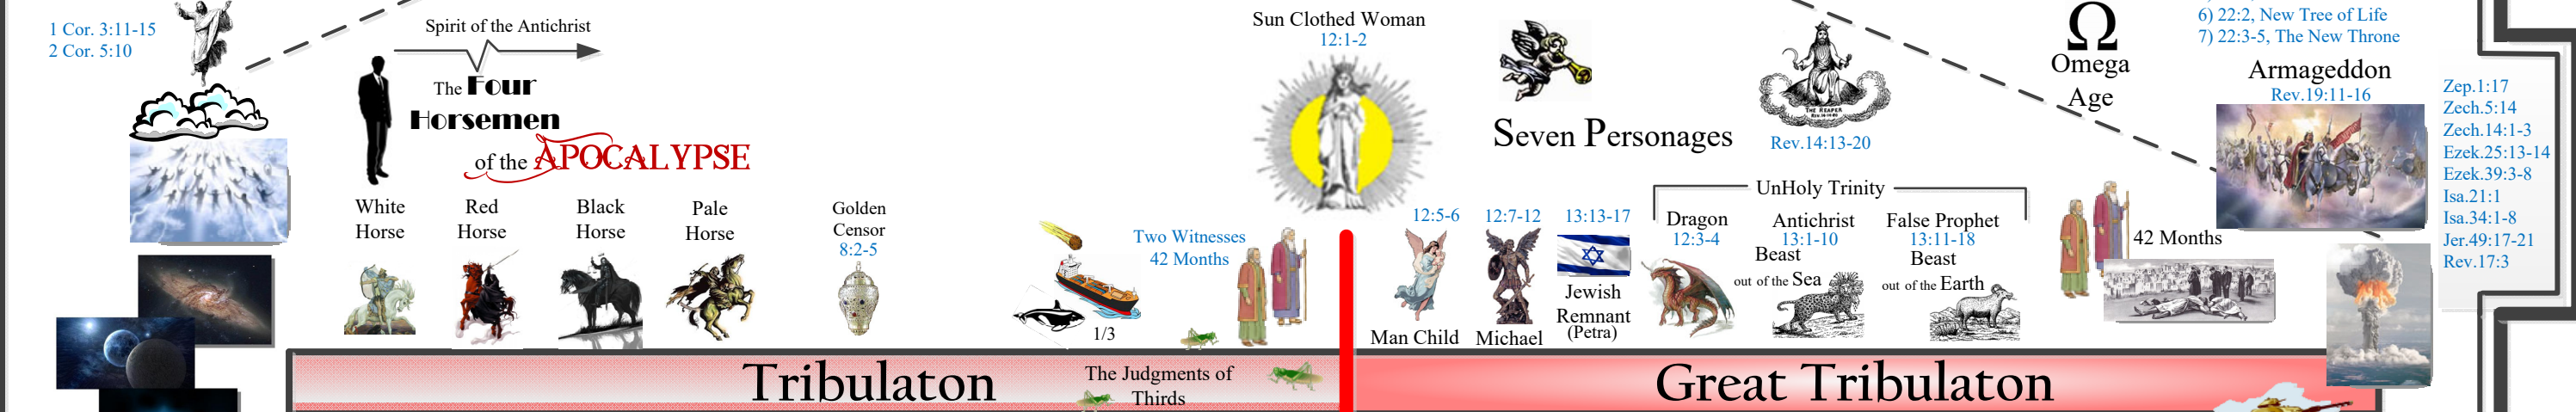 1 Cor. 3:11-15
2 Cor. 5:10
Spirit of the Antichrist
The Four
Horsemen
of the APOCALYPSE
White
Horse
Red
Horse
Black
Horse
Pale
Horse
Golden
Censor
8:2-5
1/3
Two Witnesses
42 Months
Sun Clothed Woman
12:1-2
Seven Personages
THE REAPER
Rev.14:13-20
12:5-6
Man Child
12:7-12
Michael
13:13-17
Jewish
Remnant
(Petra)
UnHoly Trinity
Dragon
12:3-4
Antichrist
13:1-10
Beast
out of the Sea
False Prophet
13:11-18
Beast
out of the Earth
Ω
Omega
Age
42 Months
6) 22:2, New Tree of Life
7) 22:3-5, The New Throne
Armageddon
Rev.19:11-16
Zep.1:17
Zech.5:14
Zech.14:1-3
Ezek.25:13-14
Ezek.39:3-8
Isa.21:1
Isa.34:1-8
Jer.49:17-21
Rev.17:3
Tribulaton
The Judgments of
Thirds
Great Tribulaton